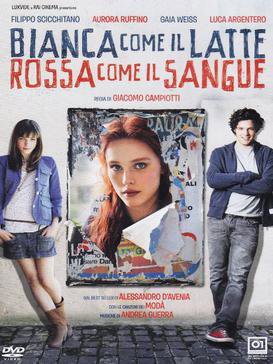 LUX VIDE e RAI CINEMA presentano
FILIPPO SCICCHITANO AURORA RUFFINO GAIA WEISS LUCA ARGENTERO
BIANCA COME IL LATTE
ROSSA COME IL SANGUE
REGIA DI GIACOMO CAMPIOTTI
DAL BEST SELLER DI ALESSANDRO D'AVENIA
CON LE CANZONI DEI MODÀ
MUSICHE DI ANDREA GUERRA
DVD
VIDEO
01